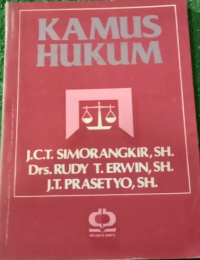 KAMUS
HUKUM
J.C.T. SIMORANGKIR, SH.
Drs. RUDY T. ERWIN, SH.
J.T. PRASETYO, SH.